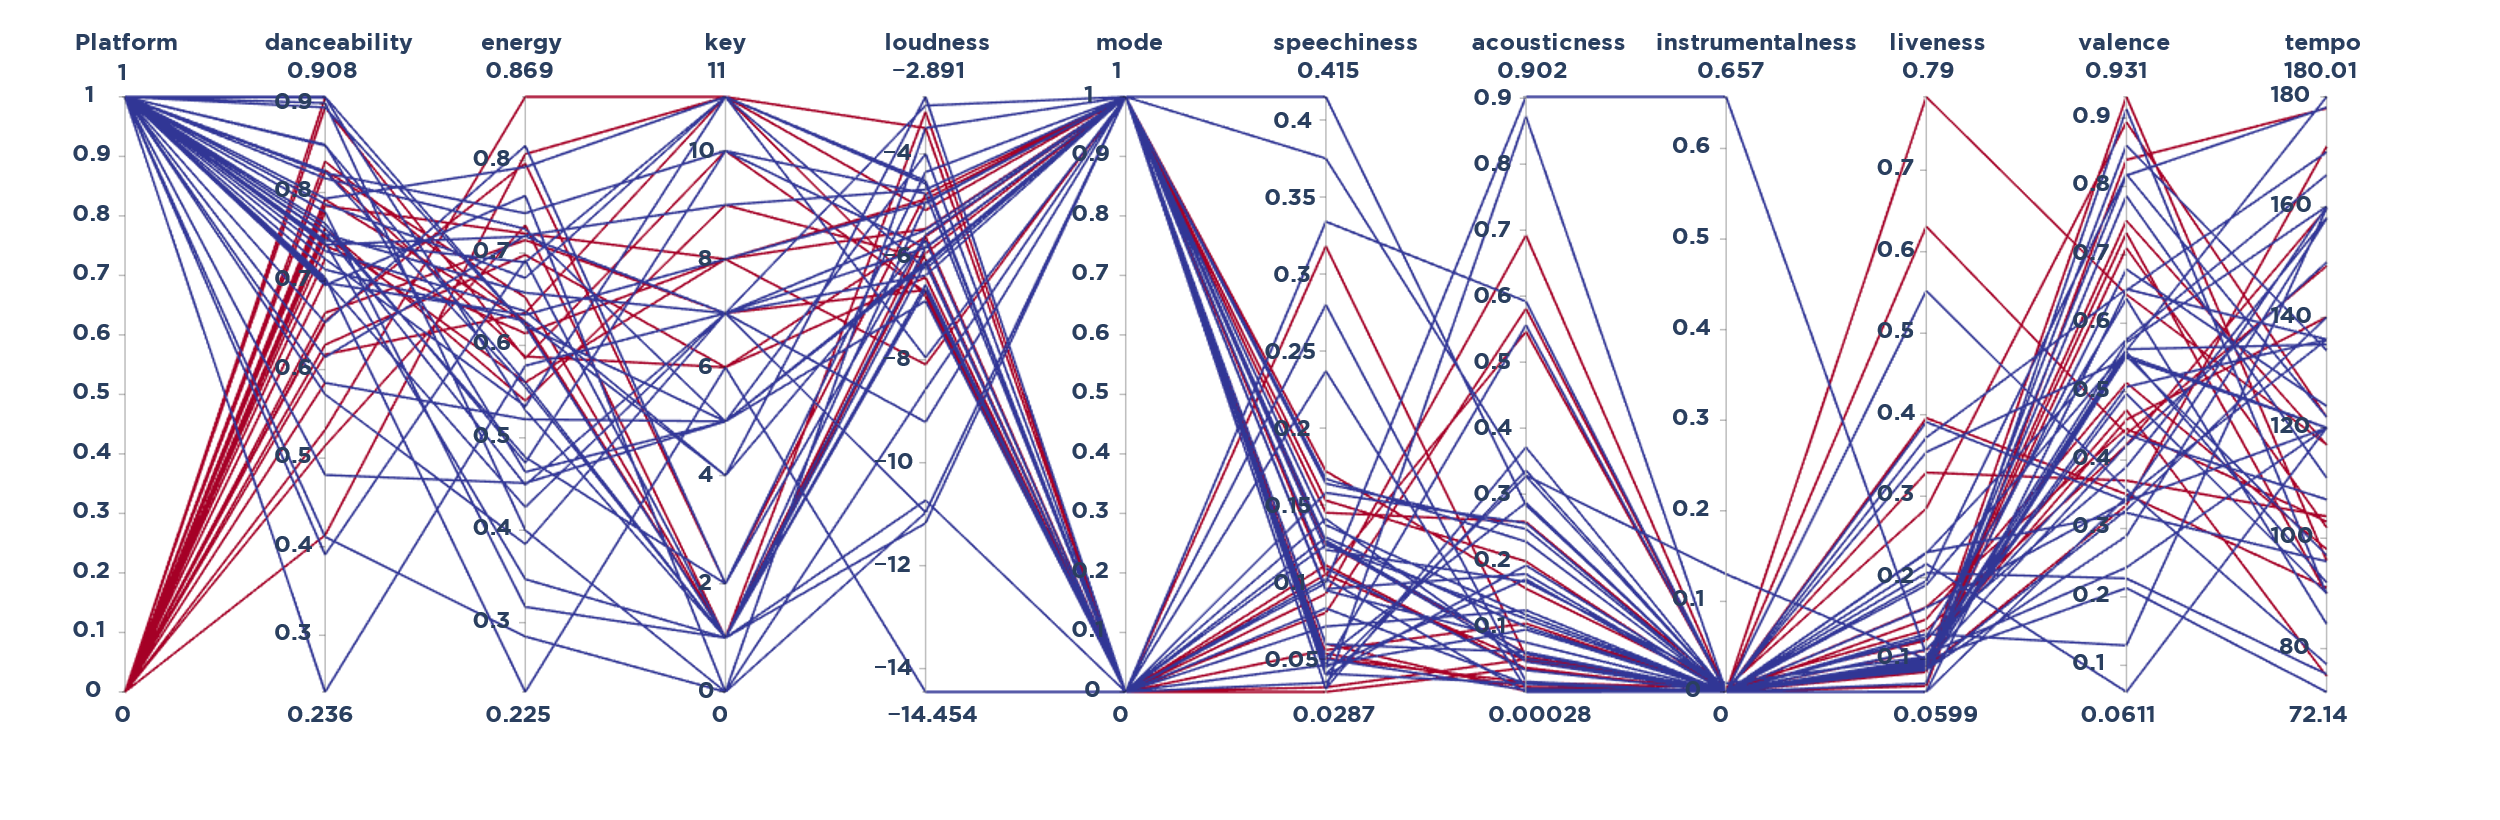 Platform danceability energy key loudness mode speechiness acousticness instrumentalness liveness valence tempo
1 0.908 0.869 11 −2.891 1 0.415 0.902 0.657 0.79 0.931 180.01
1 0.9 0.8 0.7 0.6 0.5 0.4 0.3 0.2 0.1 0
0.9 0.8 0.7 0.6 0.5 0.4 0.3
0.8 0.7 0.6 0.5 0.4 0.3
10 8 6 4 2 0
−4 −6 −8 −10 −12 −14
1 0.9 0.8 0.7 0.6 0.5 0.4 0.3 0.2 0.1 0
0.4 0.35 0.3 0.25 0.2 0.15 0.1 0.05
0.9 0.8 0.7 0.6 0.5 0.4 0.3 0.2 0.1
0.6 0.5 0.4 0.3 0.2 0.1 0
0.7 0.6 0.5 0.4 0.3 0.2 0.1
0.9 0.8 0.7 0.6 0.5 0.4 0.3 0.2 0.1
180 160 140 120 100 80
0 0.236 0.225 0 −14.454 0 0.0287 0.00028 0 0.0599 0.0611 72.14